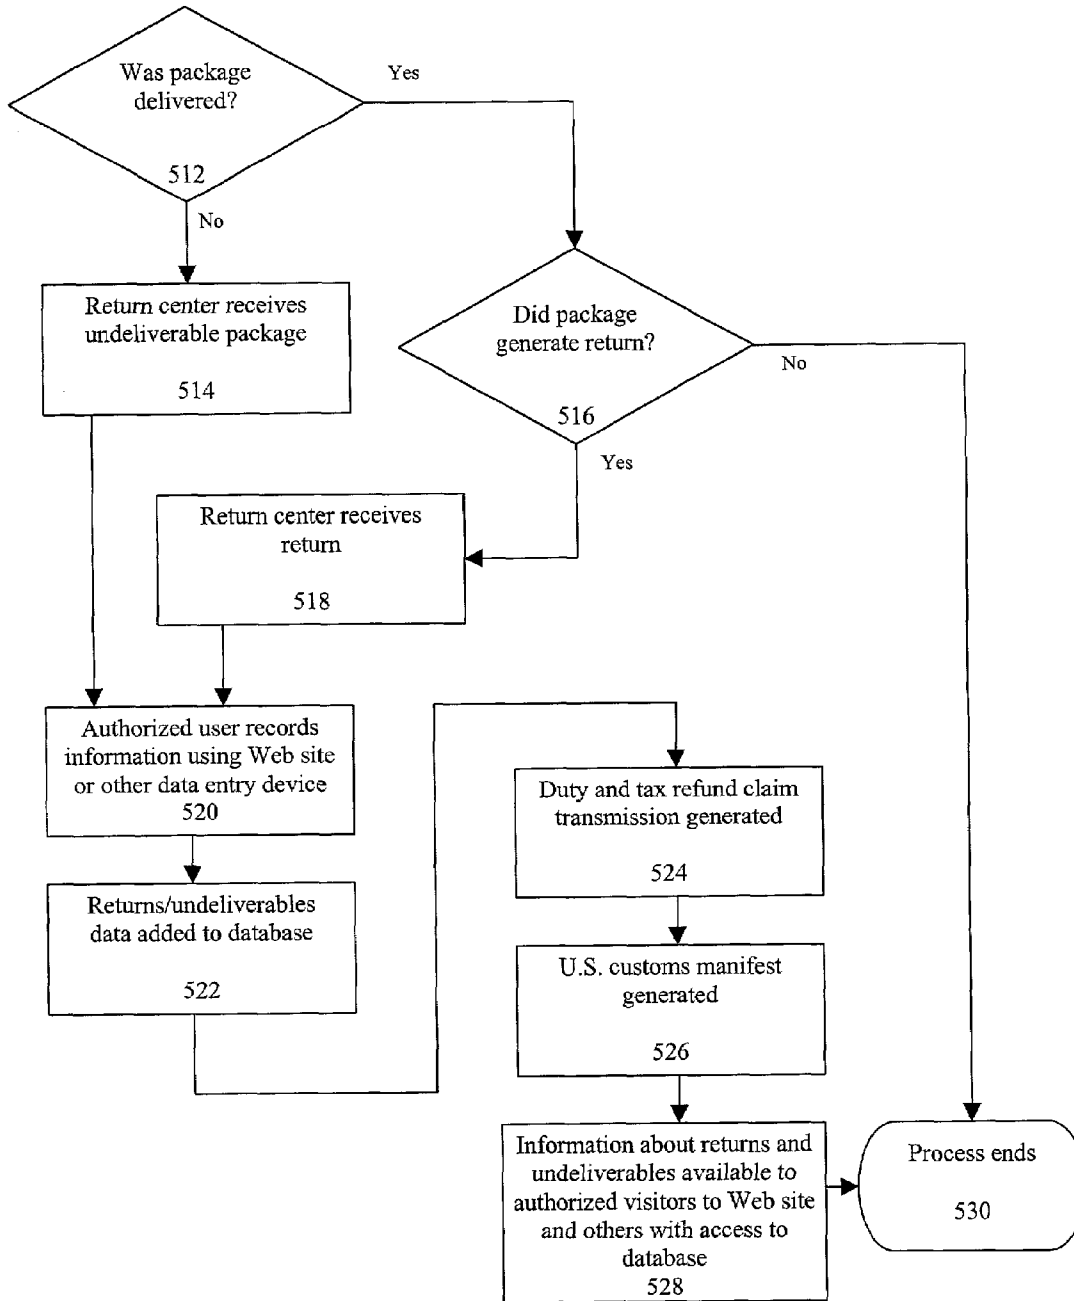 Was package
delivered?
512
Yes
No
Return center receives
undeliverable package
514
Did package
generate return?
516
No
Yes
Return center receives
return
518
Authorized user records
information using Web site
or other data entry device
520
Returns/undeliverables
data added to database
522
Duty and tax refund claim
transmission generated
524
U.S. customs manifest
generated
526
Information about returns and
undeliverables available to
authorized visitors to Web site
and others with access to
database
528
Process ends
530